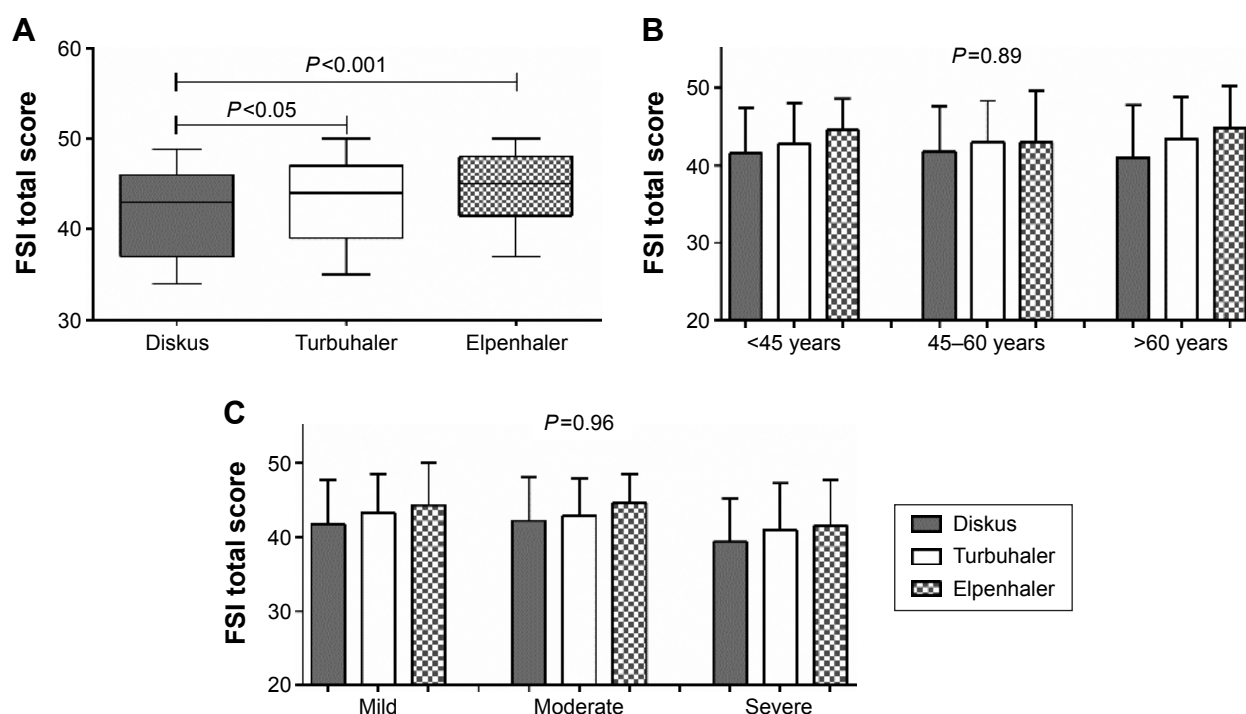 A
FSI total score
60
50
40
30
P<0.001
P<0.05
Diskus
Turbuhaler
Elpenhaler
B
FSI total score
50
40
30
20
P=0.89
<45 years
45–60 years
>60 years
C
FSI total score
50
40
30
20
P=0.96
Mild
Moderate
Severe
Diskus
Turbuhaler
Elpenhaler